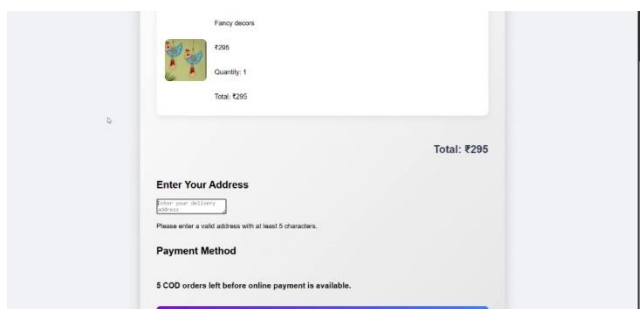 Fancy decors
₹295
Quantity: 1
Total: ₹295
Total: ₹295
Enter Your Address
Enter your delivery
address
Please enter a valid address with at least 5 characters.
Payment Method
5 COD orders left before online payment is available.